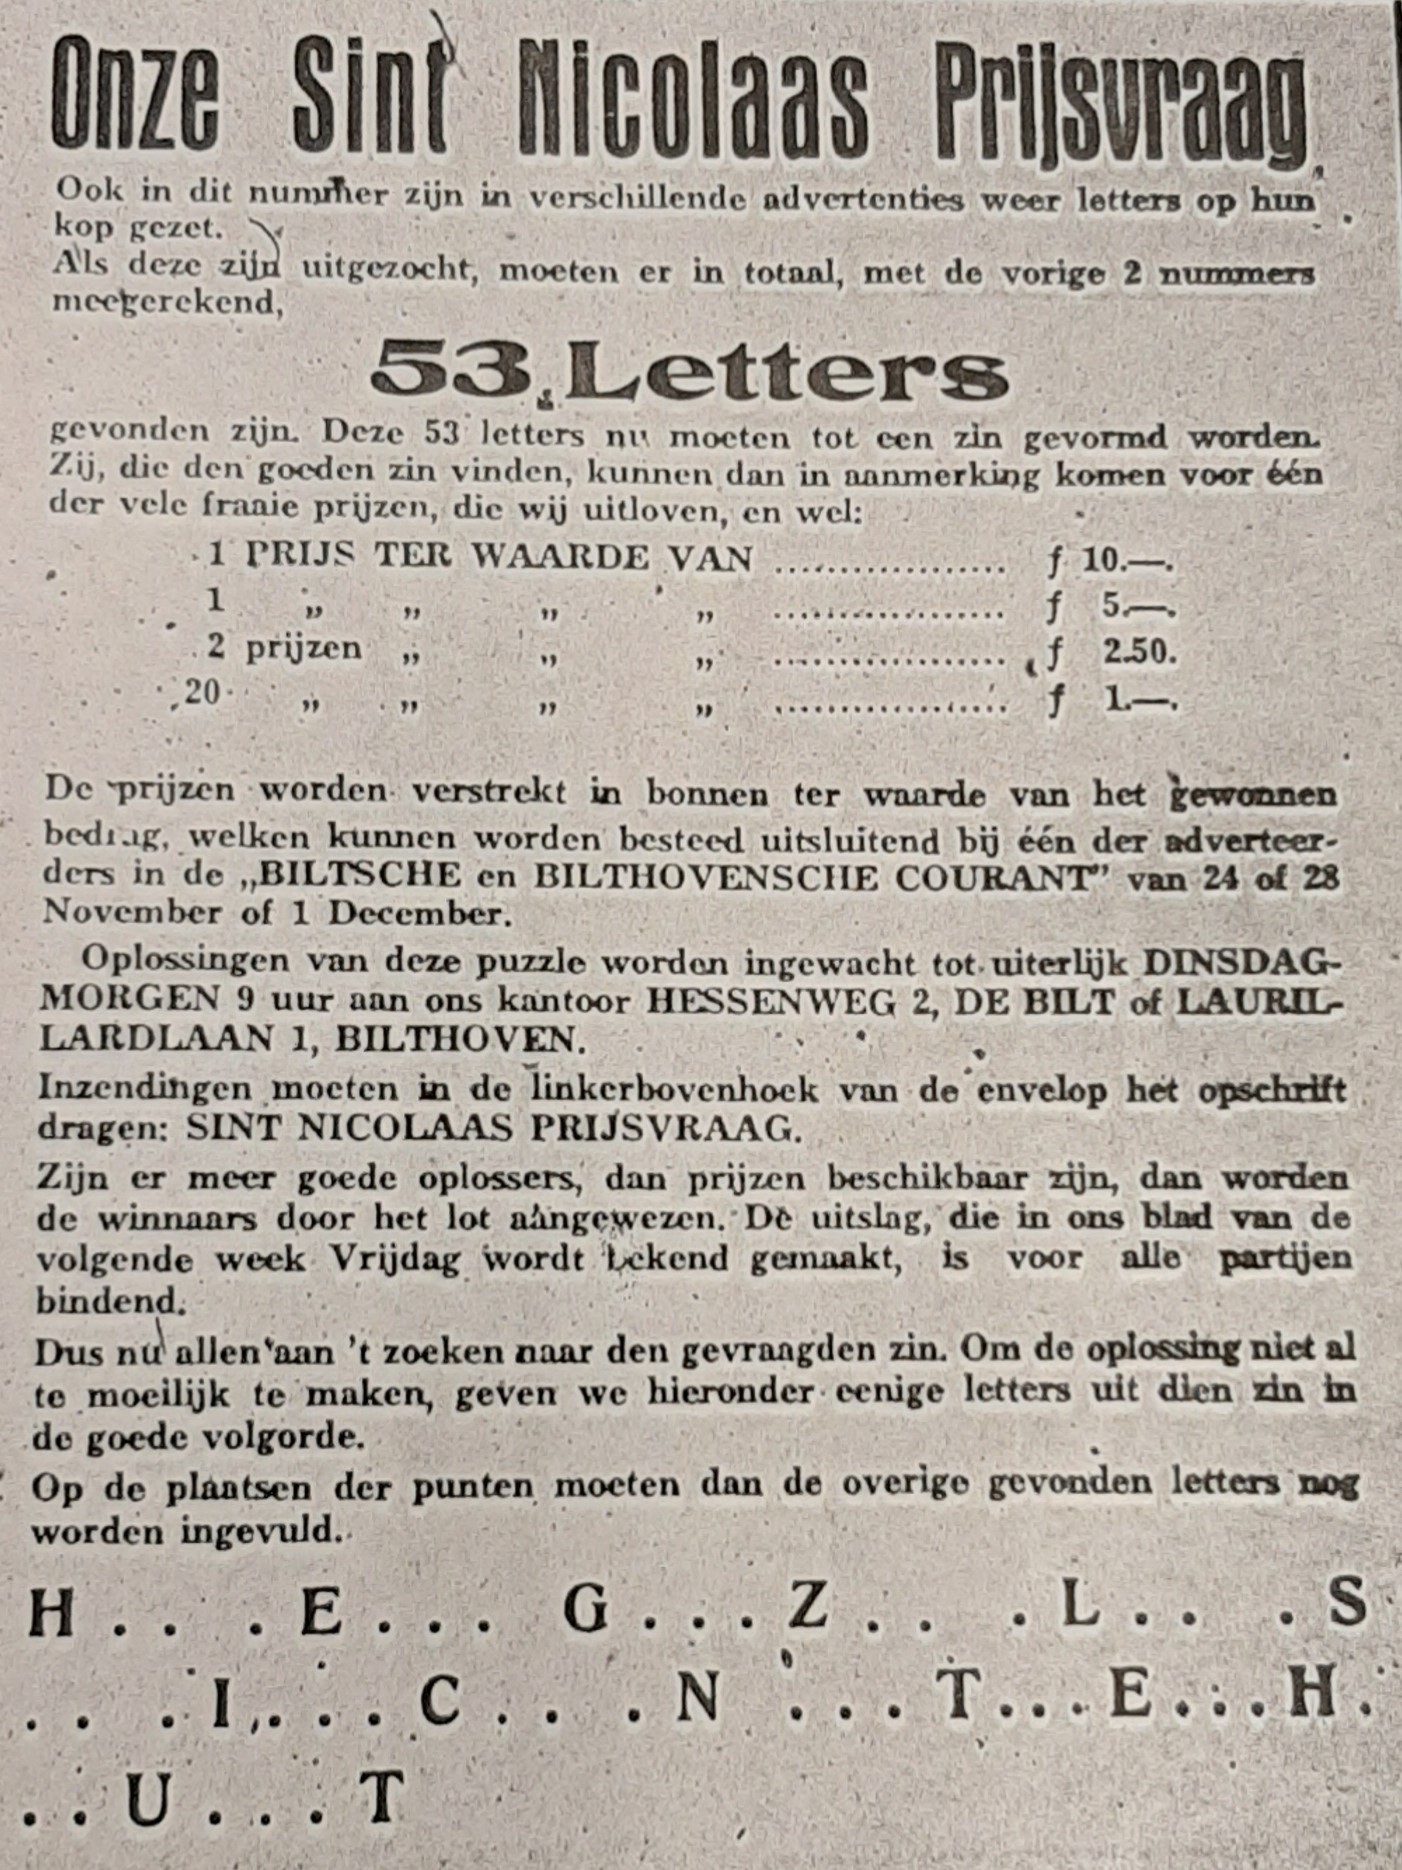 Onze Sint Nicolaas Prijsvraag
Ook in dit nummer zijn in verschillende advertenties weer letters op hun
kop gezet.
Als deze zijn uitgezocht, moeten er in totaal, met de vorige 2 nummers
meegerekend,
53 Letters
gevonden zijn. Deze 53 letters nu moeten tot een zin gevormd worden.
Zij, die den goeden zin vinden, kunnen dan in aanmerking komen voor één
der vele fraaie prijzen, die wij uitloven, en wel:
1 PRIJS TER WAARDE VAN .................. ƒ 10.—.
1 „ „ „ „ .................. ƒ 5.—.
2 prijzen „ „ „ .................. ƒ 2.50.
20 „ „ „ „ .................. ƒ 1.—.
De prijzen worden verstrekt in bonnen ter waarde van het gewonnen
bedrag, welken kunnen worden besteed uitsluitend bij één der adverteer-
ders in de „BILTSCHE en BILTHOVENSCHE COURANT" van 24 of 28
November of 1 December.
Oplossingen van deze puzzle worden ingewacht tot uiterlijk DINSDAG-
MORGEN 9 uur aan ons kantoor HESSENWEG 2, DE BILT of LAURIL-
LARDLAAN 1, BILTHOVEN.
Inzendingen moeten in de linkerbovenhoek van de envelop het opschrift
dragen: SINT NICOLAAS PRIJSVRAAG.
Zijn er meer goede oplossers, dan prijzen beschikbaar zijn, dan worden
de winnaars door het lot aangewezen. De uitslag, die in ons blad van de
volgende week Vrijdag wordt bekend gemaakt, is voor alle partijen
bindend.
Dus nu allen aan 't zoeken naar den gevraagden zin. Om de oplossing niet al
te moeilijk te maken, geven we hieronder eenige letters uit dien zin in
de goede volgorde.
Op de plaatsen der punten moeten dan de overige gevonden letters nog
worden ingevuld.
H . . . E . . . G . . . Z . . . L . . . S
. . . I . . . C . . . N . . . T . . . E . . . H .
. . U . . . T